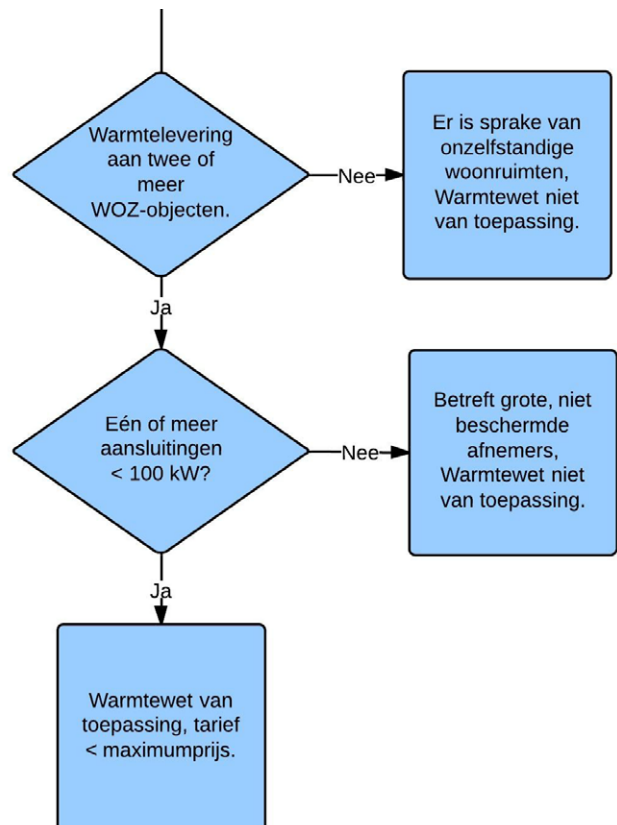 Warmtelevering
aan twee of
meer
WOZ-objecten.
Nee
Er is sprake van
onzelfstandige
woonruimten,
Warmtewet niet
van toepassing.
Ja
Eén of meer
aansluitingen
< 100 kW?
Nee
Betreft grote, niet
beschermde
afnemers,
Warmtewet niet
van toepassing.
Ja
Warmtewet van
toepassing, tarief
< maximumprijs.